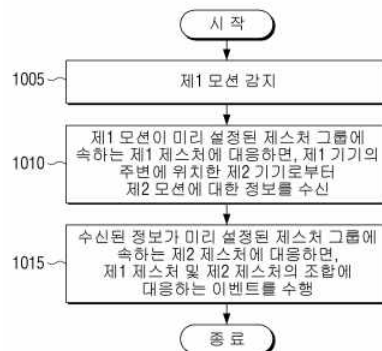 시 작
1005
제1 모션 감지
1010
제1 모션이 미리 설정된 제스처 그룹에
속하는 제1 제스처에 대응하면, 제1 기기의
주변에 위치한 제2 기기로부터
제2 모션에 대한 정보를 수신
1015
수신된 정보가 미리 설정된 제스처 그룹에
속하는 제2 제스처에 대응하면,
제1 제스처 및 제2 제스처의 조합에
대응하는 이벤트를 수행
종 료